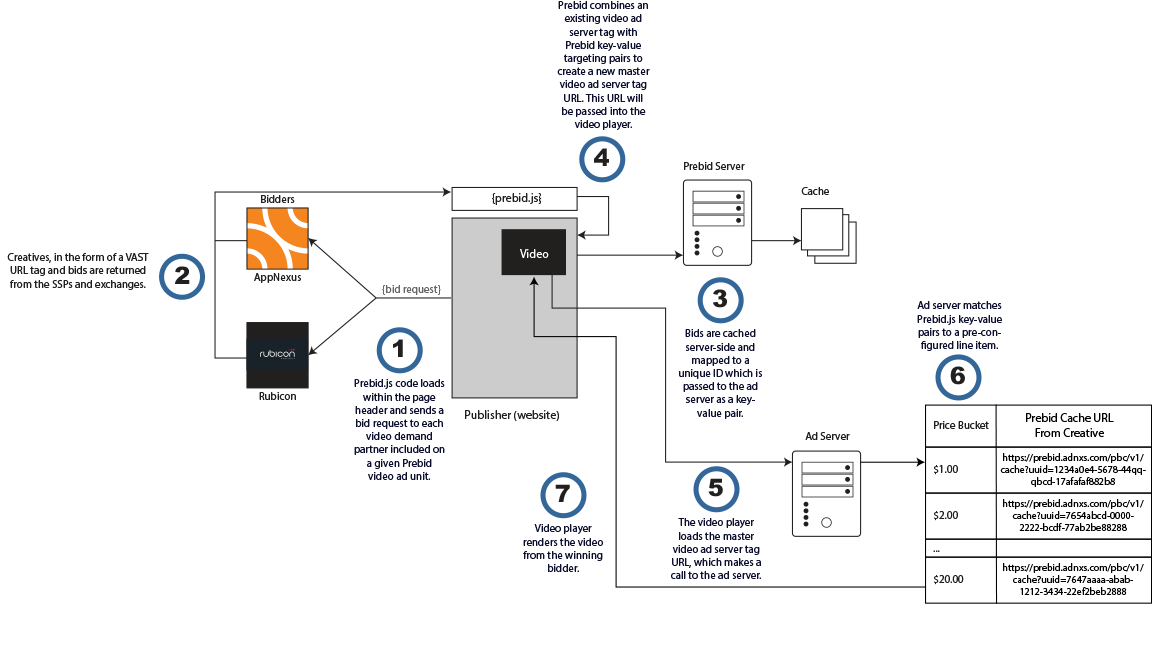 Prebid combines an
existing video ad
server tag with
Prebid key-value
targeting pairs to
create a new master
video ad server tag
URL. This URL will
be passed into the
video player.
4
Prebid Server
Cache
{prebid.js}
Bidders
Video
Creatives, in the form of a VAST
URL tag and bids are returned
from the SSPs and exchanges.
2
AppNexus
{bid request}
3
Bids are cached
server-side and
mapped to a
unique ID which is
passed to the ad
server as a key-
value pair.
Ad server matches
Prebid.js key-value
pairs to a pre-con-
figured line item.
6
rubicon
Rubicon
1
Prebid.js code loads
within the page
header and sends a
bid request to each
video demand
partner included on
a given Prebid
video ad unit.
Publisher (website)
Ad Server
Price Bucket
Prebid Cache URL
From Creative
$1.00
https://prebid.adnxs.com/pbc/v1/
cache?uuid=1234a0e4-5678-44qq-
qbcd-17afafaf882b8
$2.00
https://prebid.adnxs.com/pbc/v1/
cache?uuid=7654abcd-0000-
2222-bcdf-77ab2be88288
...
$20.00
https://prebid.adnxs.com/pbc/v1/
cache?uuid=7647aaaa-abab-
1212-3434-22ef2beb2888
7
Video player
renders the video
from the winning
bidder.
5
The video player
loads the master
video ad server tag
URL, which makes a
call to the ad server.